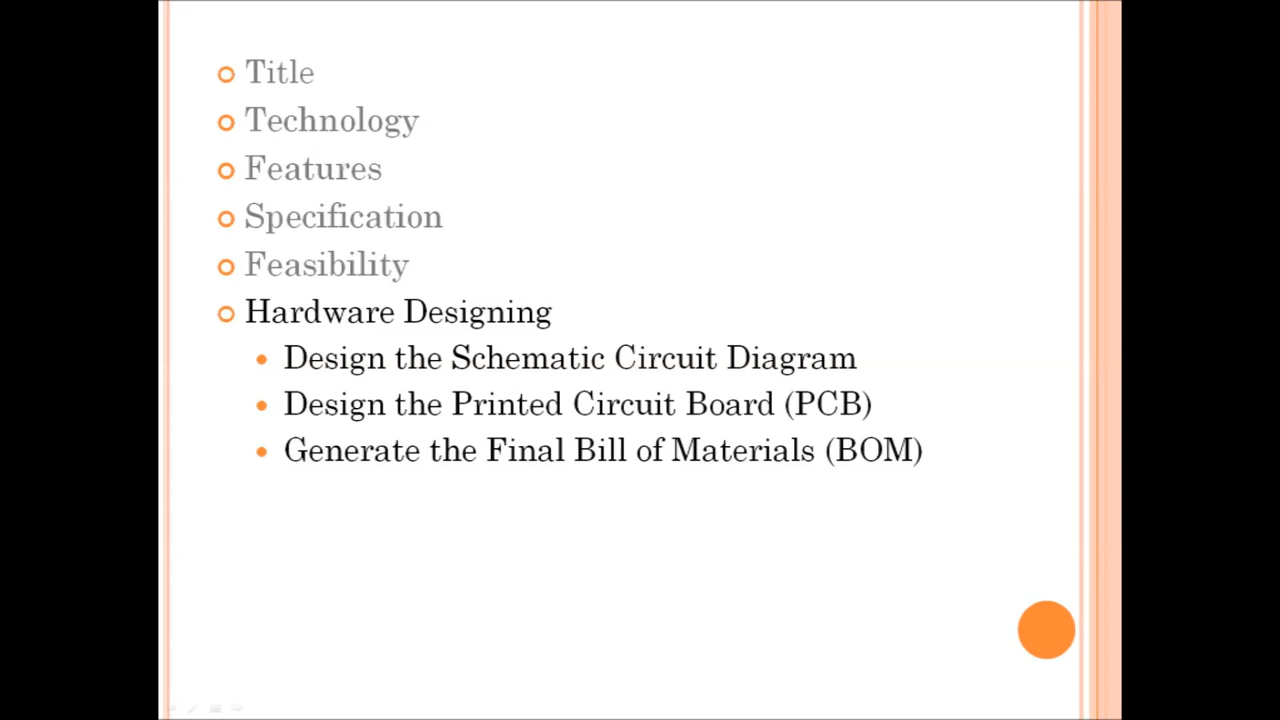 Title
Technology
Features
Specification
Feasibility
Hardware Designing
Design the Schematic Circuit Diagram
Design the Printed Circuit Board (PCB)
Generate the Final Bill of Materials (BOM)